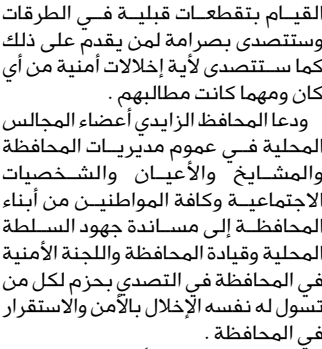 القيام بتقطعات قبلية في الطرقات
وستتصدى بصرامة لمن يقدم على ذلك
كما ستتصدى لأية إخلالات أمنية من أي
كان ومهما كانت مطالبهم .
ودعا المحافظ الزايدي أعضاء المجالس
المحلية في عموم مديريات المحافظة
والمشايخ والأعيان والشخصيات
الاجتماعية وكافة المواطنين من أبناء
المحافظة إلى مساندة جهود السلطة
المحلية وقيادة المحافظة واللجنة الأمنية
في المحافظة في التصدي بحزم لكل من
تسول له نفسه الإخلال بالأمن والاستقرار
في المحافظة .